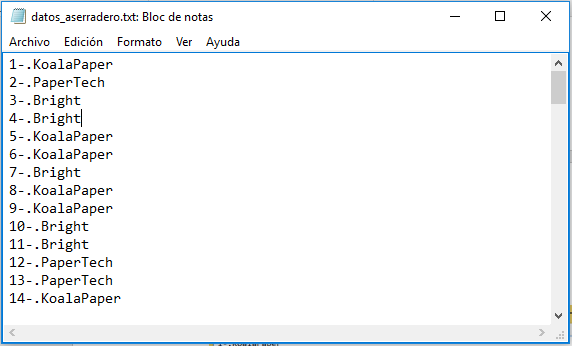 datos_aserradero.txt: Bloc de notas
Archivo Edición Formato Ver Ayuda
1-.KoalaPaper
2-.PaperTech
3-.Bright
4-.Bright
5-.KoalaPaper
6-.KoalaPaper
7-.Bright
8-.KoalaPaper
9-.KoalaPaper
10-.Bright
11-.Bright
12-.PaperTech
13-.PaperTech
14-.KoalaPaper